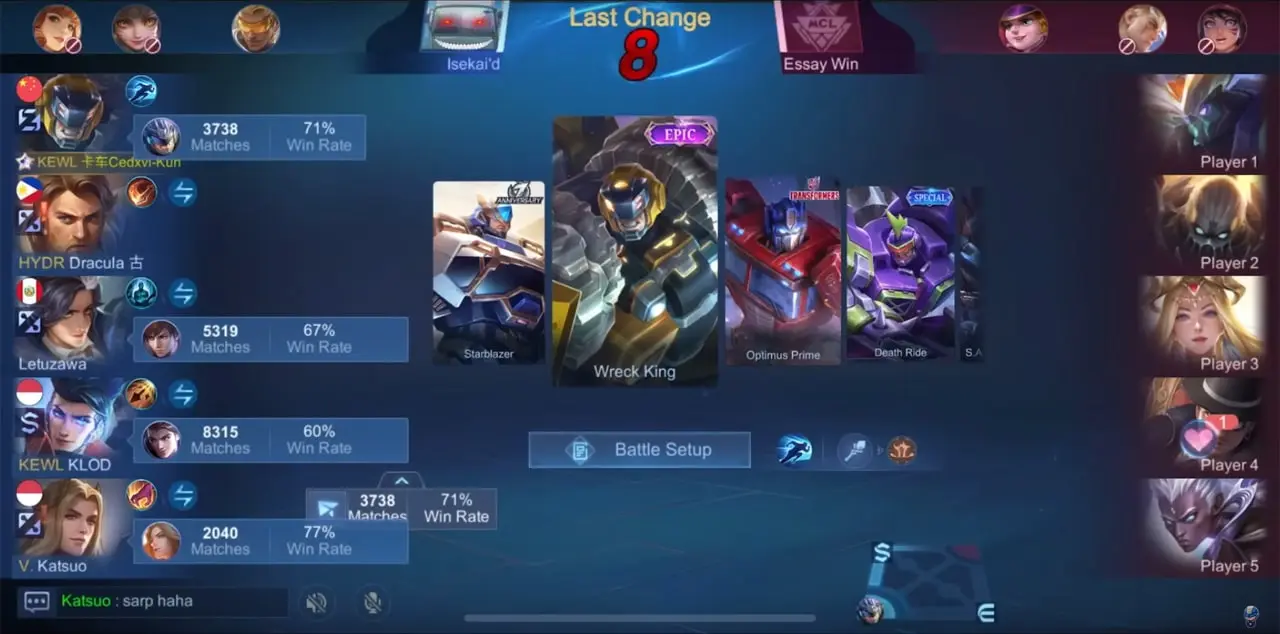 Last Change
8
Isekai'd
MCL
Essay Win
3738
Matches
71%
Win Rate
KEWL 卡车Cedxvi-Kun
HYDR Dracula 古
5319
Matches
67%
Win Rate
Letuzawa
8315
Matches
60%
Win Rate
KEWL KLOD
2040
Matches
77%
Win Rate
V. Katsuo
3738
Matches
71%
Win Rate
Katsuo : sarp haha
ANNIVERSARY
Starblazer
EPIC
Wreck King
TRANSFORMERS
Optimus Prime
SPECIAL
Death Ride
S.A
Battle Setup
Player 1
Player 2
Player 3
1
Player 4
Player 5